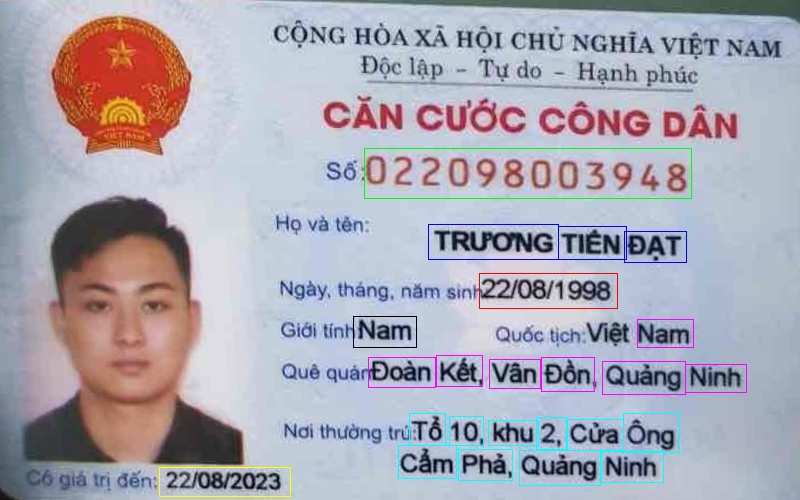 CỘNG HÒA XÃ HỘI CHỦ NGHĨA VIỆT NAM
Độc lập - Tự do - Hạnh phúc
CĂN CƯỚC CÔNG DÂN
Số: 022098003948
Họ và tên:
TRƯƠNG TIẾN ĐẠT
Ngày, tháng, năm sinh: 22/08/1998
Giới tính: Nam Quốc tịch: Việt Nam
Quê quán: Đoàn Kết, Vân Đồn, Quảng Ninh
Nơi thường trú: Tổ 10, khu 2, Cửa Ông
Cẩm Phả, Quảng Ninh
Có giá trị đến: 22/08/2023